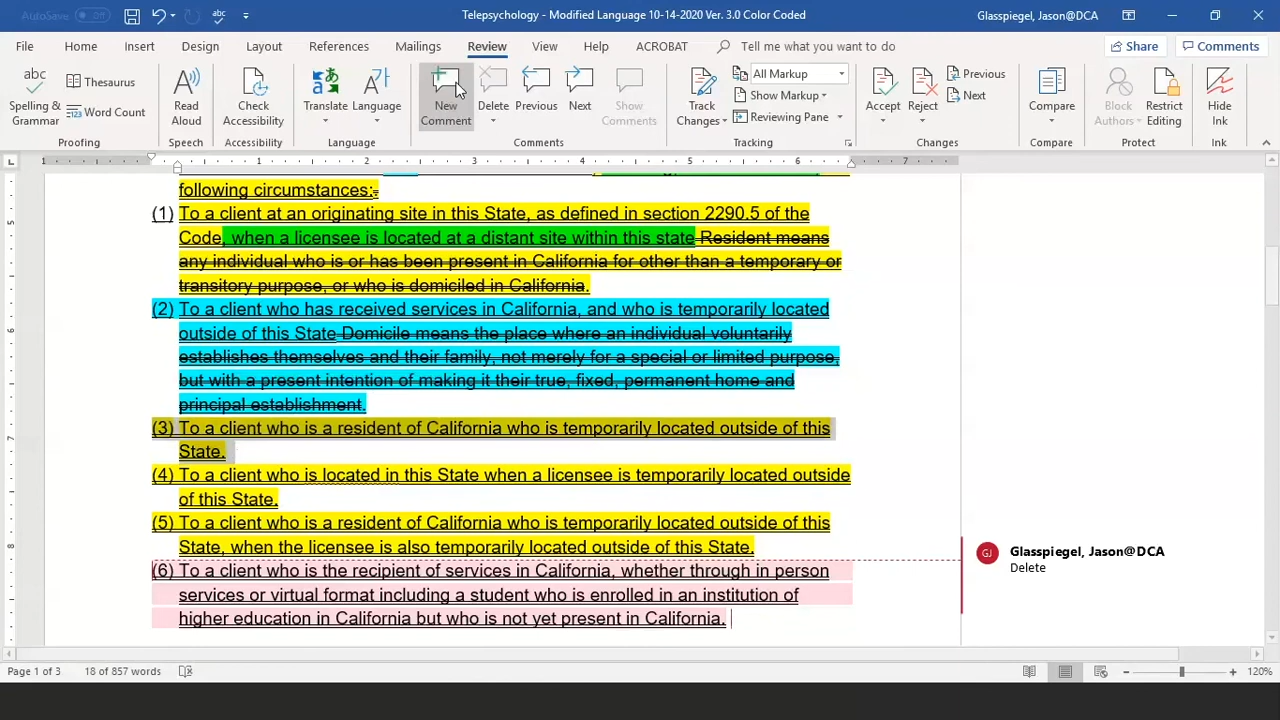 AutoSave Off Telepsychology - Modified Language 10-14-2020 Ver. 3.0 Color Coded Glasspiegel, Jason@DCA
File Home Insert Design Layout References Mailings Review View Help ACROBAT Tell me what you want to do Share Comments
abc Spelling & Grammar
Thesaurus
Word Count
Read Aloud
Check Accessibility
Translate
Language
New Comment
Delete
Previous
Next
Show Comments
Track Changes
All Markup
Show Markup
Reviewing Pane
Accept
Reject
Previous
Next
Compare
Block Authors
Restrict Editing
Hide Ink
Proofing Speech Accessibility Language Comments Tracking Changes Compare Protect Ink
1 1 2 3 4 5 6 7
following circumstances:
(1) To a client at an originating site in this State, as defined in section 2290.5 of the
Code, when a licensee is located at a distant site within this state Resident means
any individual who is or has been present in California for other than a temporary or
transitory purpose, or who is domiciled in California.
(2) To a client who has received services in California, and who is temporarily located
outside of this State Domicile means the place where an individual voluntarily
establishes themselves and their family, not merely for a special or limited purpose,
but with a present intention of making it their true, fixed, permanent home and
principal establishment.
(3) To a client who is a resident of California who is temporarily located outside of this
State.
(4) To a client who is located in this State when a licensee is temporarily located outside
of this State.
(5) To a client who is a resident of California who is temporarily located outside of this
State, when the licensee is also temporarily located outside of this State.
(6) To a client who is the recipient of services in California, whether through in person
services or virtual format including a student who is enrolled in an institution of
higher education in California but who is not yet present in California.
GJ Glasspiegel, Jason@DCA
Delete
5
6
7
8
Page 1 of 3 18 of 857 words 120%